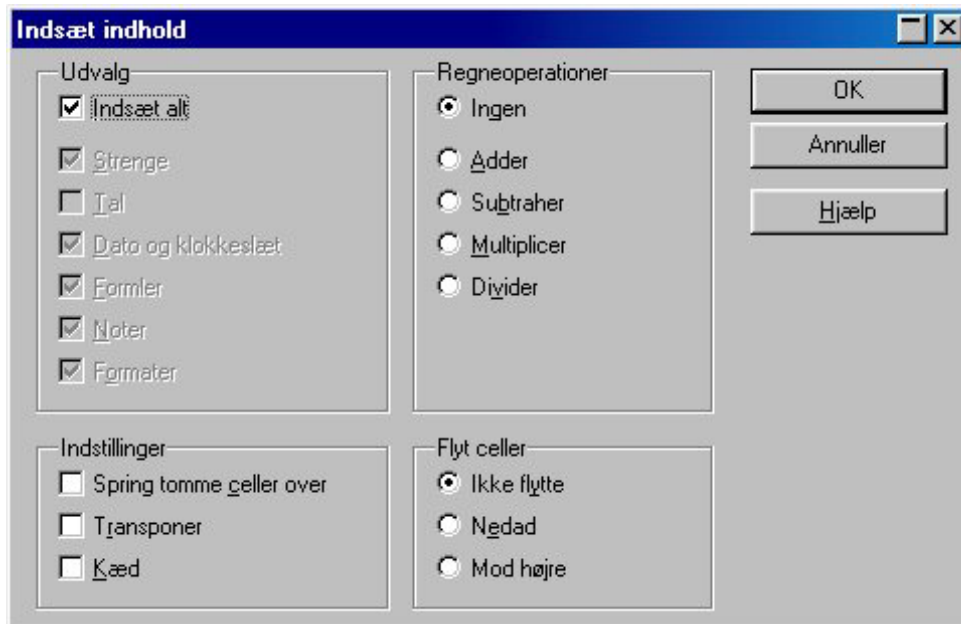 Indsæt indhold
Udvalg
Indsæt alt
Strenge
Tal
Dato og klokkeslæt
Formler
Noter
Formater
Regneoperationer
Ingen
Adder
Subtraher
Multiplicer
Divider
OK
Annuller
Hjælp
Indstillinger
Spring tomme celler over
Transponer
Kæd
Flyt celler
Ikke flytte
Nedad
Mod højre